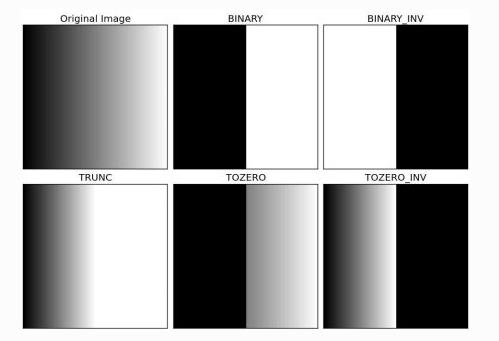 Original Image
BINARY
BINARY_INV
TRUNC
TOZERO
TOZERO_INV